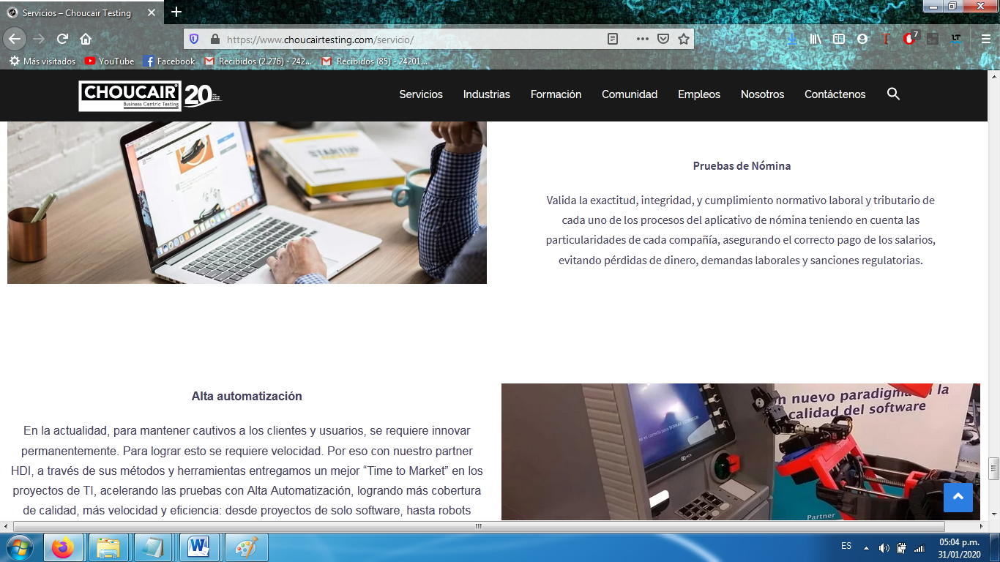 Servicios – Choucair Testing
https://www.choucairtesting.com/servicio/
7
Más visitados
YouTube
Facebook
Recibidos (2.276) - 242...
Recibidos (85) - 24201...
CHOUCAIR®
Business Centric Testing
20
Servicios
Industrias
Formación
Comunidad
Empleos
Nosotros
Contáctenos
STARTUP
Pruebas de Nómina
Valida la exactitud, integridad, y cumplimiento normativo laboral y tributario de
cada uno de los procesos del aplicativo de nómina teniendo en cuenta las
particularidades de cada compañía, asegurando el correcto pago de los salarios,
evitando pérdidas de dinero, demandas laborales y sanciones regulatorias.
Alta automatización
En la actualidad, para mantener cautivos a los clientes y usuarios, se requiere innovar
permanentemente. Para lograr esto se requiere velocidad. Por eso con nuestro partner
HDI, a través de sus métodos y herramientas entregamos un mejor “Time to Market” en los
proyectos de TI, acelerando las pruebas con Alta Automatización, logrando más cobertura
de calidad, más velocidad y eficiencia: desde proyectos de solo software, hasta robots
nuevo paradigma la
calidad del software
NCR
Partner
ES
05:04 p.m.
31/01/2020